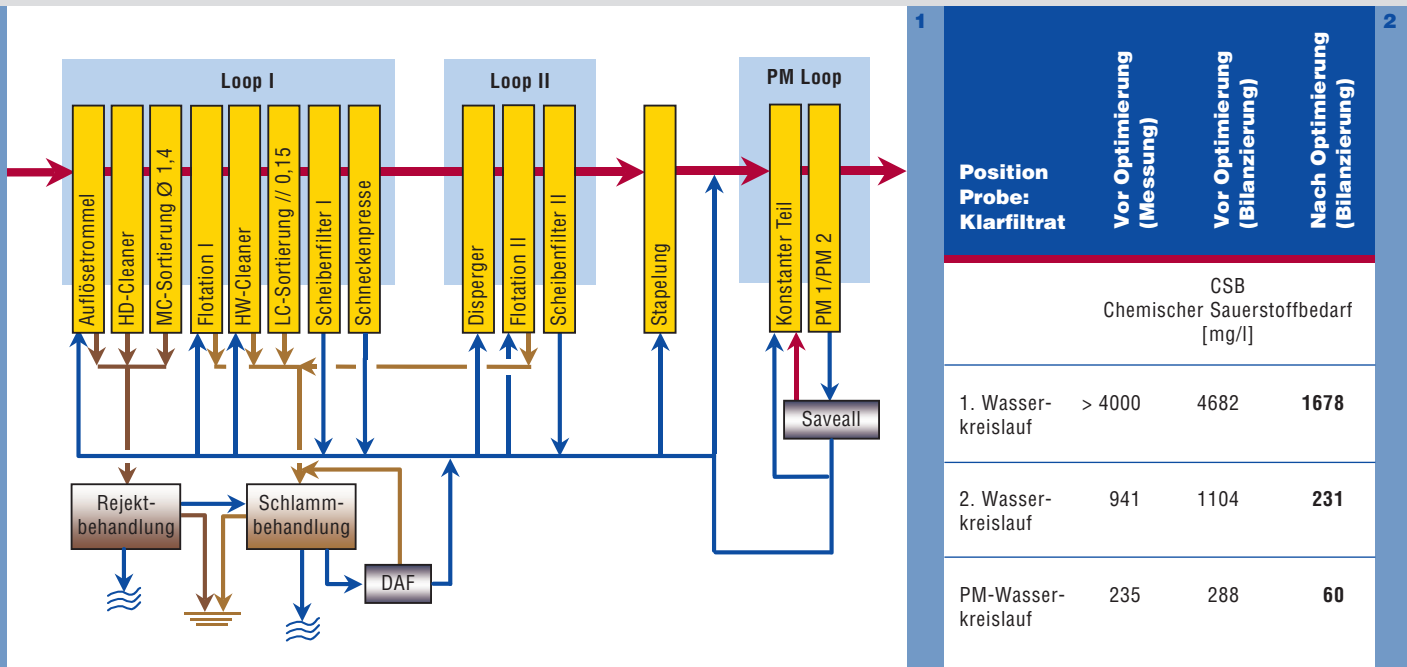 1
2
Loop I
Loop II
PM Loop
Auflösetrommel
HD-Cleaner
MC-Sortierung Ø 1,4
Flotation I
HW-Cleaner
LC-Sortierung // 0,15
Scheibenfilter I
Schneckenpresse
Disperger
Flotation II
Scheibenfilter II
Stapelung
Konstanter Teil
PM 1/PM 2
Saveall
Rejekt-
behandlung
Schlamm-
behandlung
DAF
Position
Probe:
Klarfiltrat
Vor Optimierung
(Messung)
Vor Optimierung
(Bilanzierung)
Nach Optimierung
(Bilanzierung)
CSB
Chemischer Sauerstoffbedarf
[mg/l]
1. Wasser- > 4000 4682 1678
kreislauf
2. Wasser- 941 1104 231
kreislauf
PM-Wasser- 235 288 60
kreislauf